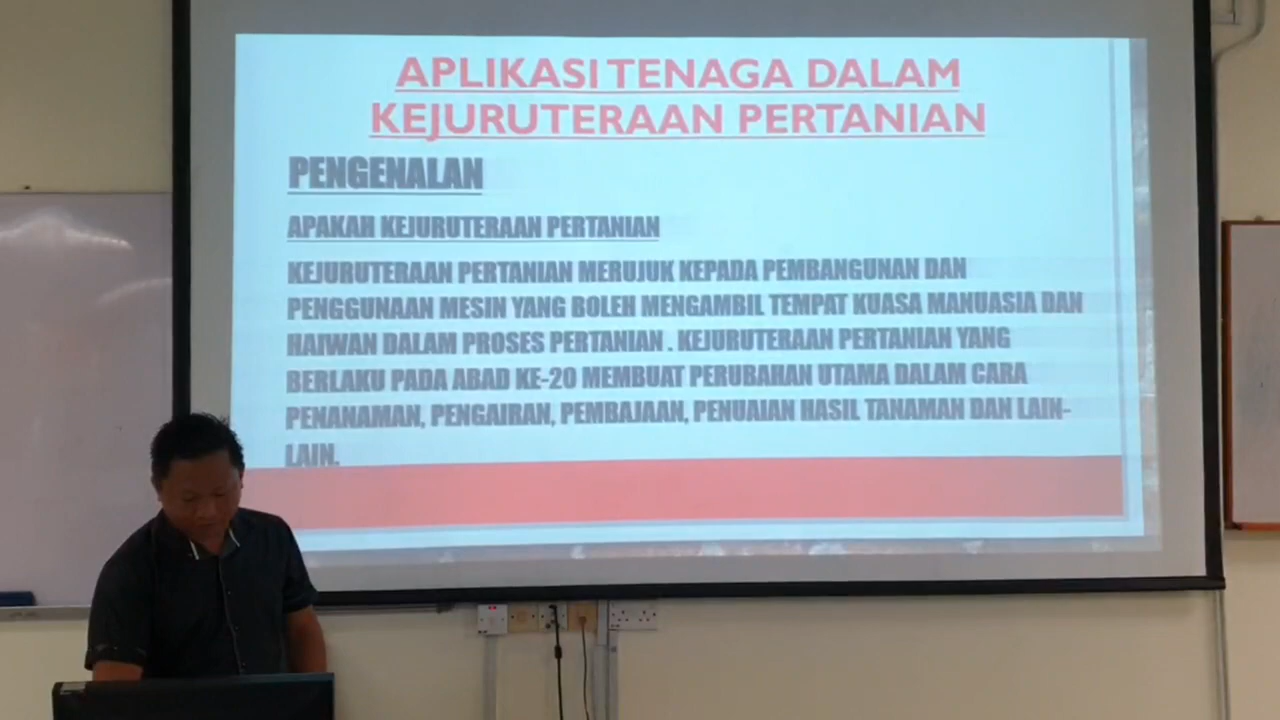 APLIKASI TENAGA DALAM
KEJURUTERAAN PERTANIAN
PENGENALAN
APAKAH KEJURUTERAAN PERTANIAN
KEJURUTERAAN PERTANIAN MERUJUK KEPADA PEMBANGUNAN DAN
PENGGUNAAN MESIN YANG BOLEH MENGAMBIL TEMPAT KUASA MANUASIA DAN
HAIWAN DALAM PROSES PERTANIAN . KEJURUTERAAN PERTANIAN YANG
BERLAKU PADA ABAD KE-20 MEMBUAT PERUBAHAN UTAMA DALAM CARA
PENANAMAN, PENGAIRAN, PEMBAJAAN, PENUAIAN HASIL TANAMAN DAN LAIN-
LAIN.